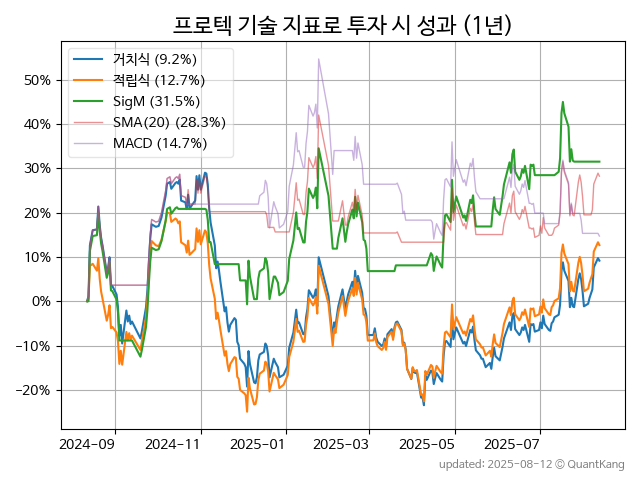 프로텍 기술 지표로 투자 시 성과 (1년)
거치식 (9.2%)
적립식 (12.7%)
SigM (31.5%)
SMA(20) (28.3%)
MACD (14.7%)
50%
40%
30%
20%
10%
0%
−10%
−20%
2024-09
2024-11
2025-01
2025-03
2025-05
2025-07
updated: 2025-08-12 © QuantKang